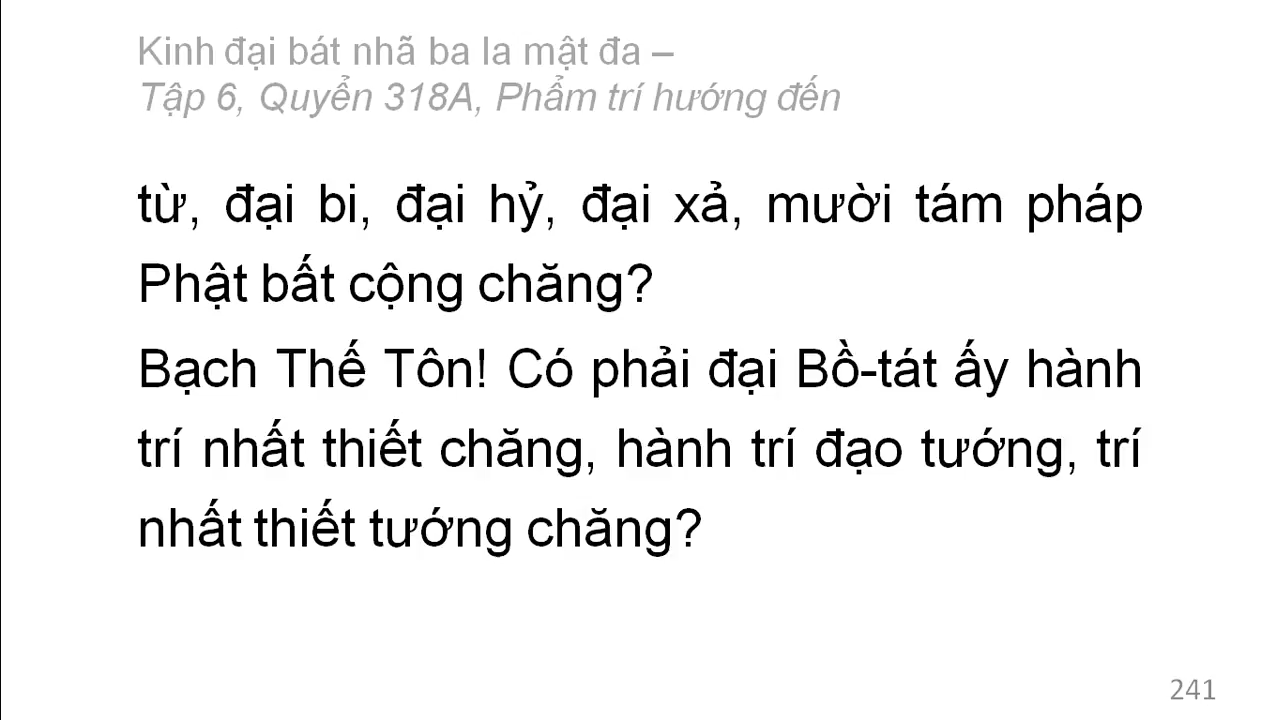 Kinh đại bát nhã ba la mật đa –
Tập 6, Quyển 318A, Phẩm trí hướng đến
từ, đại bi, đại hỷ, đại xả, mười tám pháp
Phật bất cộng chăng?
Bạch Thế Tôn! Có phải đại Bồ-tát ấy hành
trí nhất thiết chăng, hành trí đạo tướng, trí
nhất thiết tướng chăng?
241